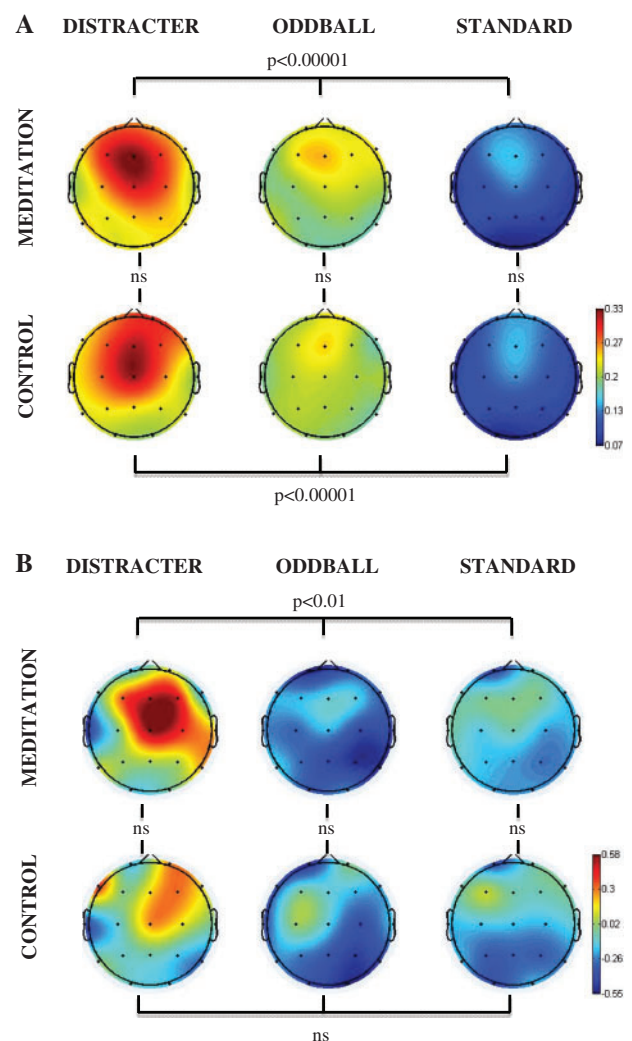 A DISTRACTER ODDBALL STANDARD
p<0.00001
MEDITATION
ns ns ns
CONTROL
0.33
0.27
0.2
0.13
0.07
p<0.00001
B DISTRACTER ODDBALL STANDARD
p<0.01
MEDITATION
ns ns ns
CONTROL
0.58
0.3
0.02
-0.26
-0.55
ns